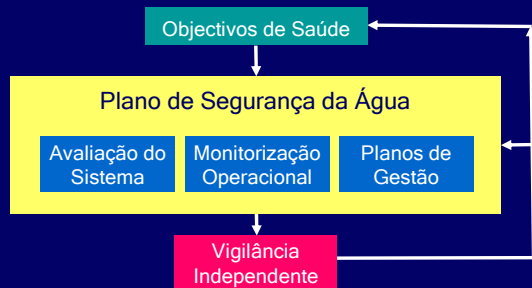 Objectivos de Saúde
Plano de Segurança da Água
Avaliação do
Sistema
Monitorização
Operacional
Planos de
Gestão
Vigilância
Independente